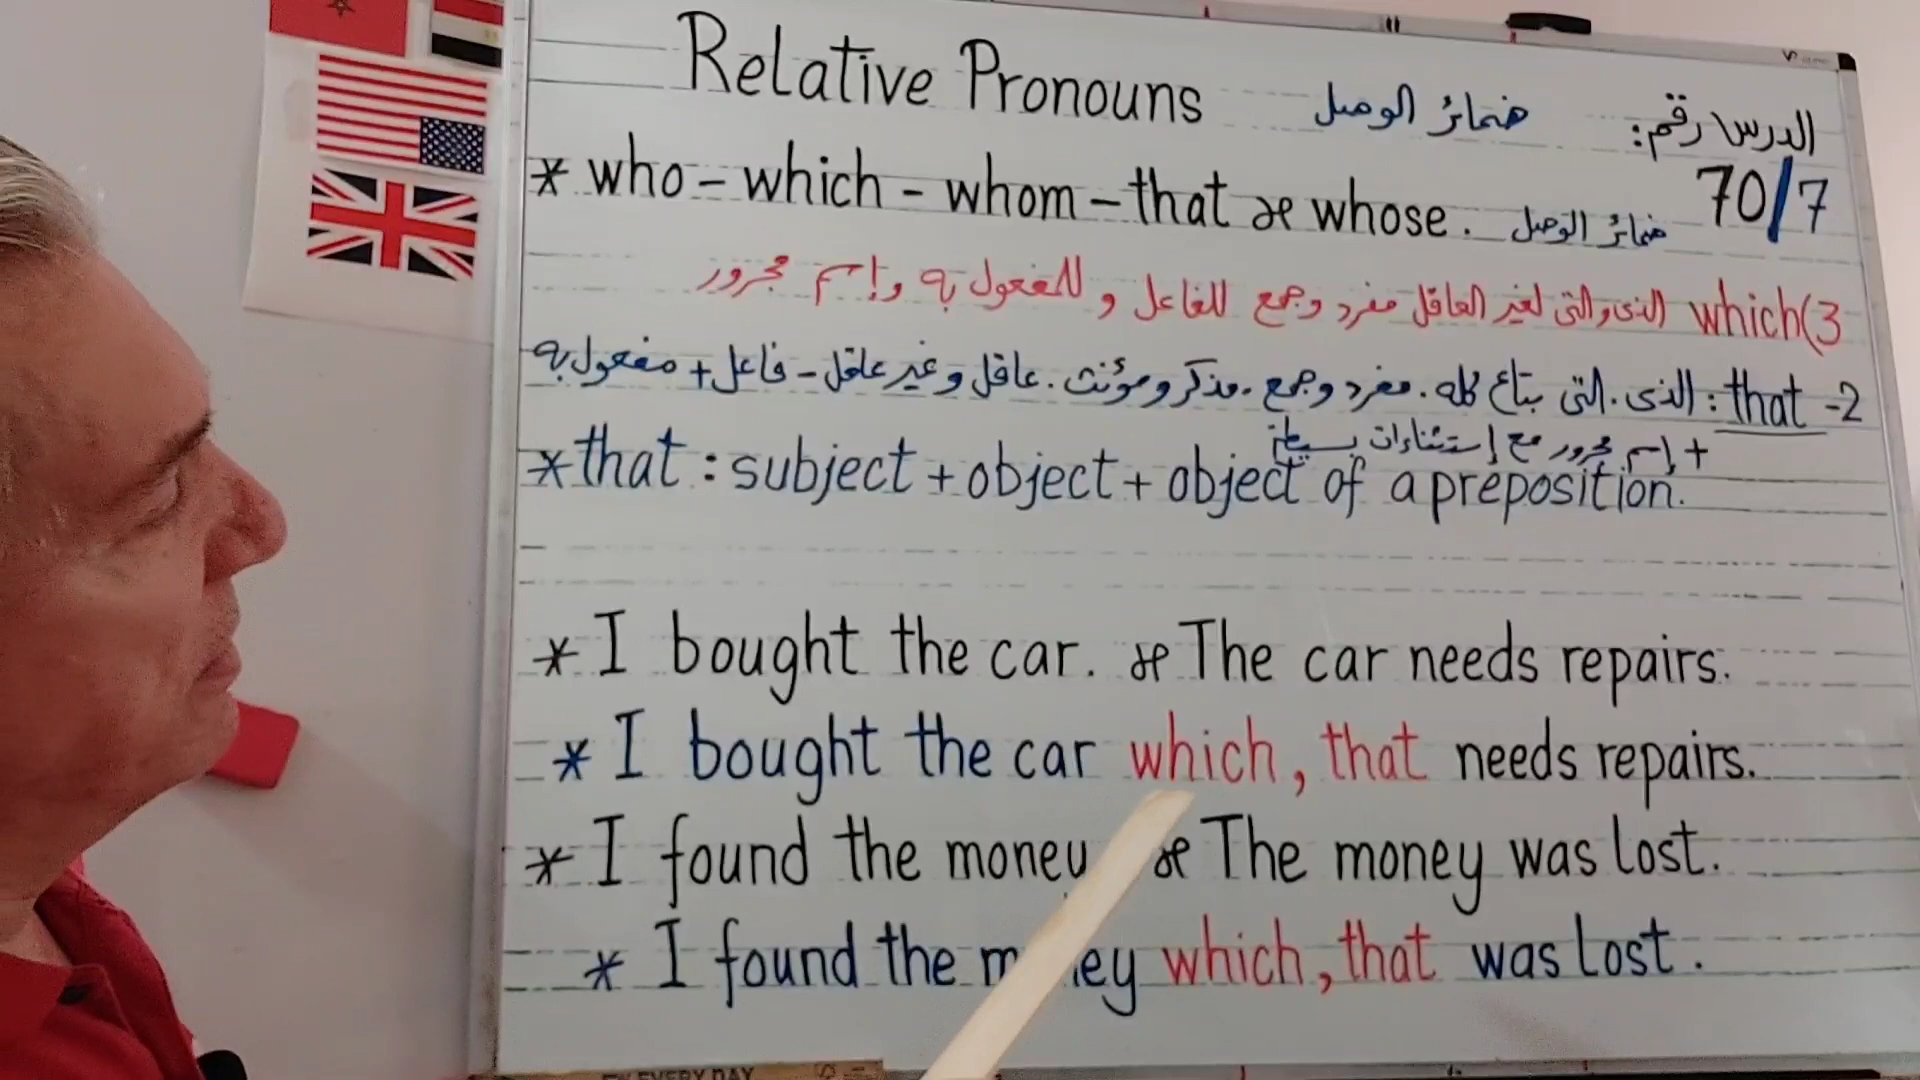 Relative Pronouns ضمائر الوصل
الدرس رقم:
70/7
* who – which – whom – that & whose. ضمائر الوصل
which(3 الذى والتى لغير العاقل مفرد وجمع للفاعل و للمفعول به وإسم مجرور
2- that : الذى . التى بتاع كله . مفرد وجمع . مذكر ومؤنث . عاقل وغير عاقل – فاعل + مفعول به
+ إسم مجرور مع إستثناءات بسيطة
* that : subject + object + object of a preposition.
* I bought the car. & The car needs repairs.
* I bought the car which, that needs repairs.
* I found the money & The money was lost.
* I found the m ey which, that was lost.
EVERY DAY